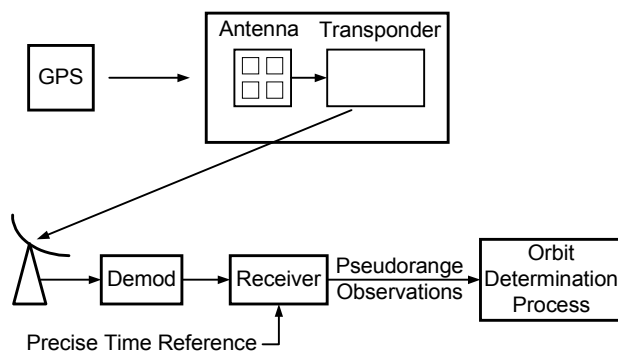 Antenna Transponder
GPS
Demod
Receiver
Pseudorange
Observations
Orbit
Determination
Process
Precise Time Reference